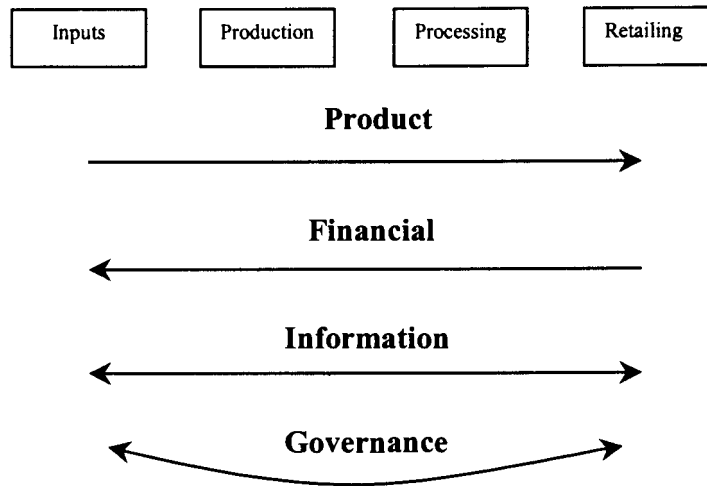 Inputs
Production
Processing
Retailing
Product
Financial
Information
Governance